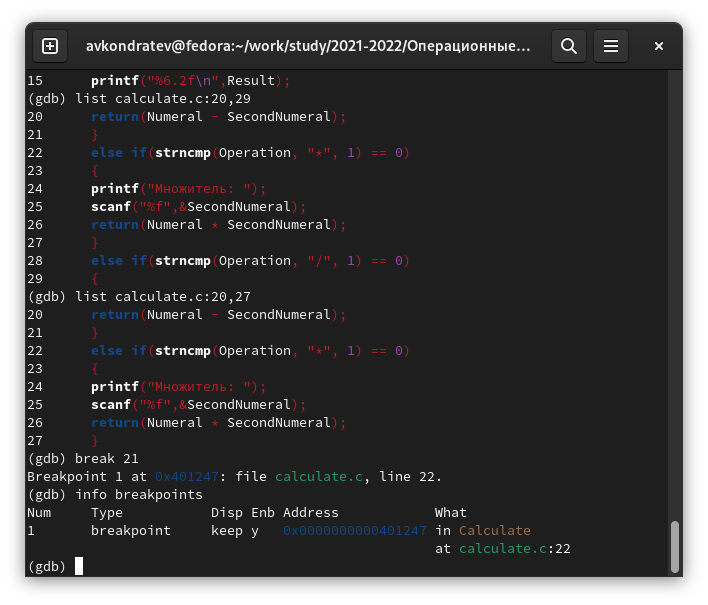 avkondratev@fedora:~/work/study/2021-2022/Операционные...
15      printf("%6.2f\n",Result);
(gdb) list calculate.c:20,29
20      return(Numeral - SecondNumeral);
21      }
22      else if(strncmp(Operation, "*", 1) == 0)
23      {
24      printf("Множитель: ");
25      scanf("%f",&SecondNumeral);
26      return(Numeral * SecondNumeral);
27      }
28      else if(strncmp(Operation, "/", 1) == 0)
29      {
(gdb) list calculate.c:20,27
20      return(Numeral - SecondNumeral);
21      }
22      else if(strncmp(Operation, "*", 1) == 0)
23      {
24      printf("Множитель: ");
25      scanf("%f",&SecondNumeral);
26      return(Numeral * SecondNumeral);
27      }
(gdb) break 21
Breakpoint 1 at 0x401247: file calculate.c, line 22.
(gdb) info breakpoints
Num     Type           Disp Enb Address            What
1       breakpoint     keep y   0x0000000000401247 in Calculate
                                                   at calculate.c:22
(gdb)